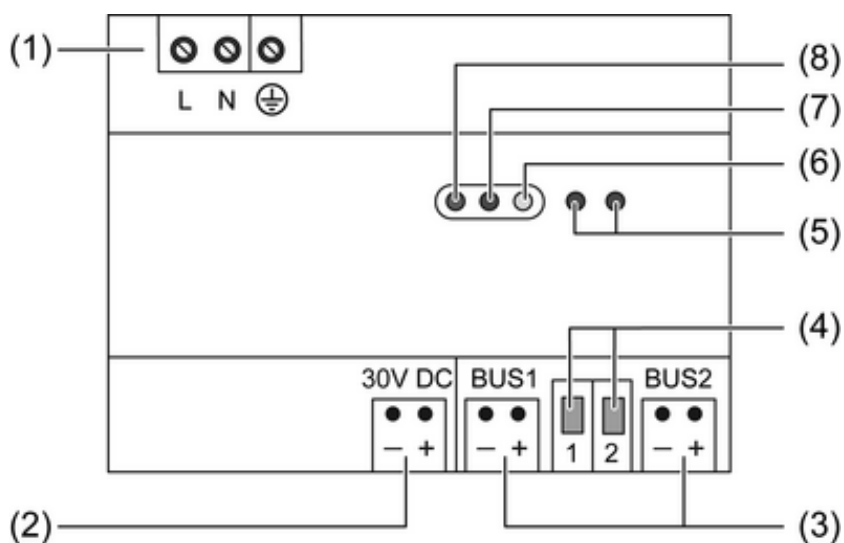 (1)
L N
(8)
(7)
(6)
(5)
(4)
30V DC BUS1 BUS2
– + – + 1 2 – +
(2) (3)